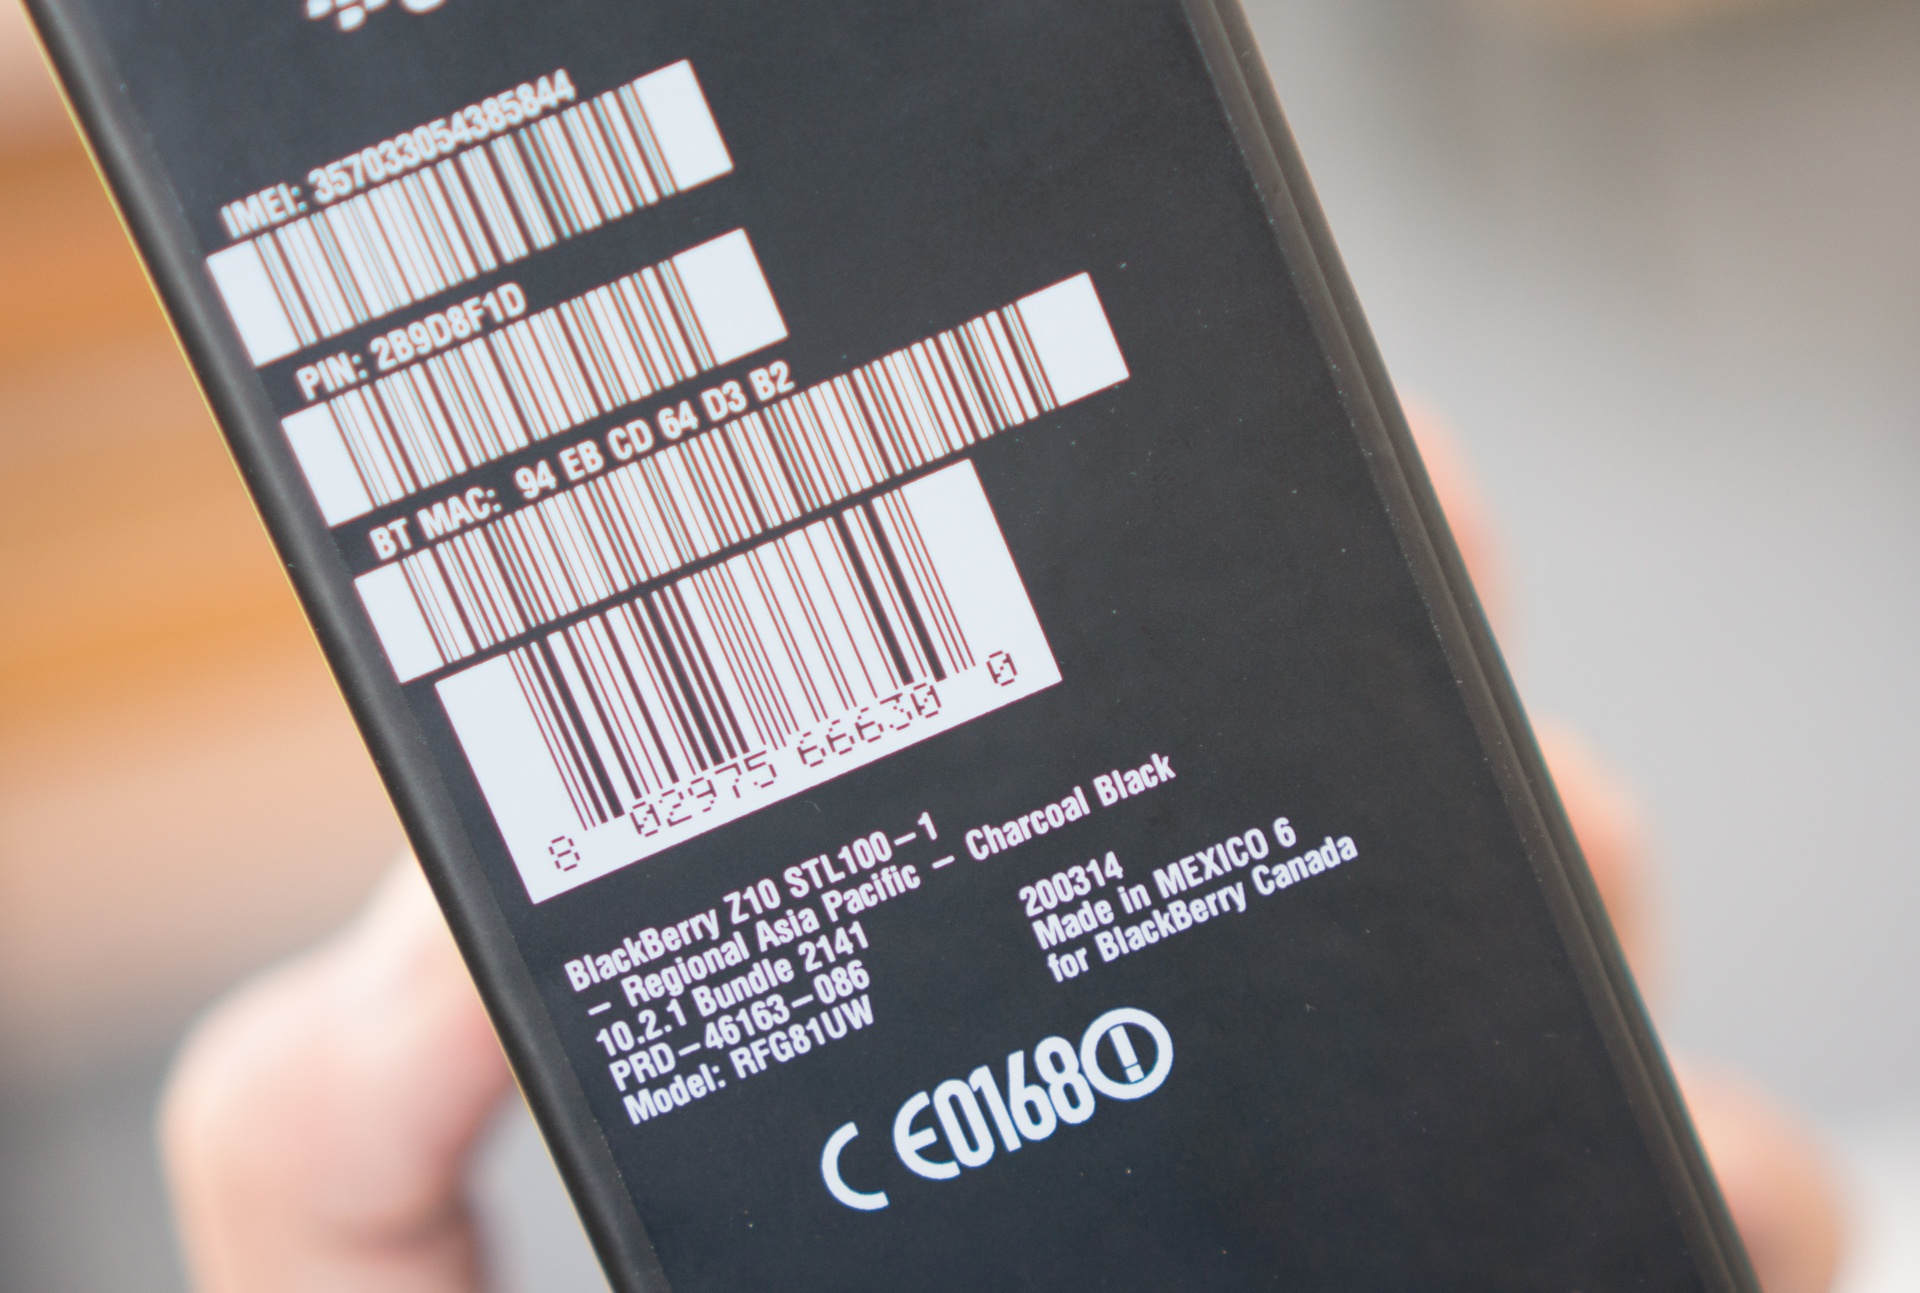 IMEI: 357033054385844
PIN: 2B9D8F1D
BT MAC: 94 EB CD 64 D3 B2
8 02975 66630 0
BlackBerry Z10 STL100-1
- Regional Asia Pacific - Charcoal Black
10.2.1 Bundle 2141
PRD-46163-086
Model: RFG81UW
200314
Made in MEXICO 6
for BlackBerry Canada
CE0168